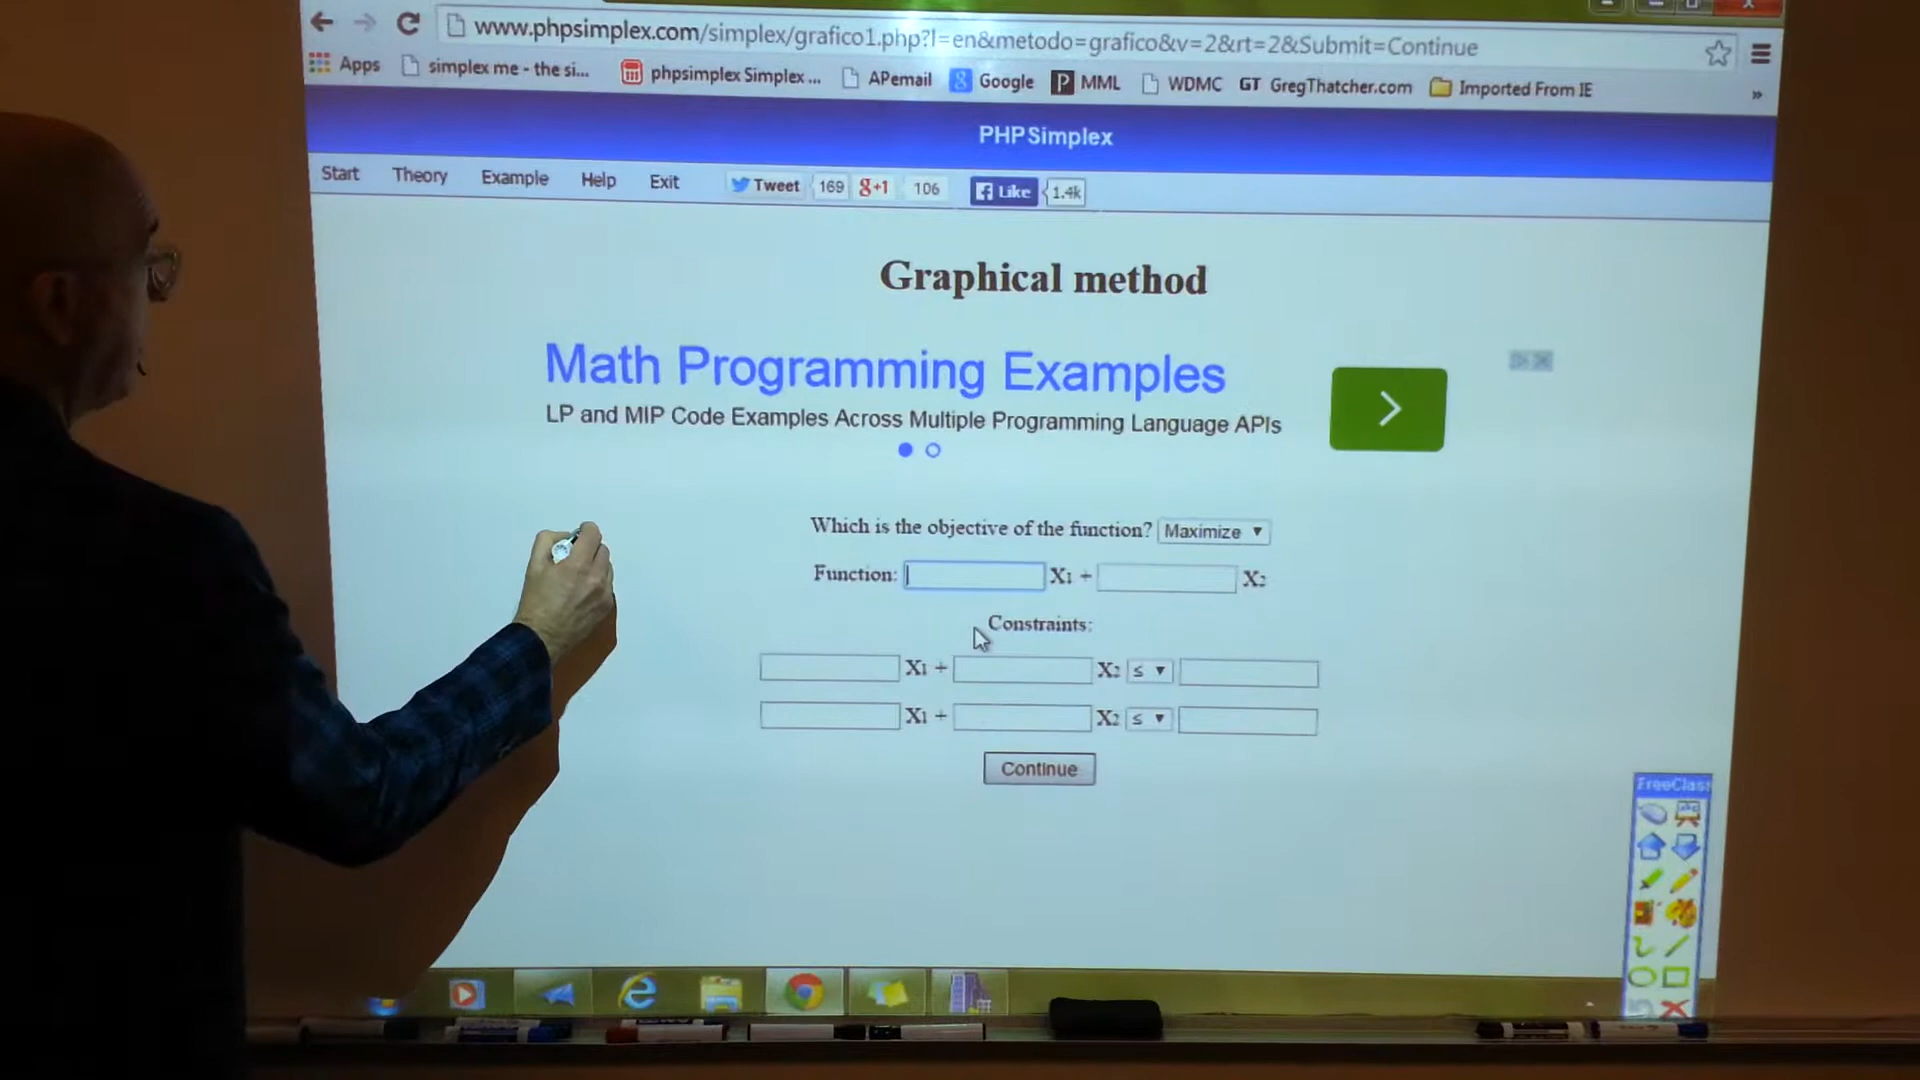 www.phpsimplex.com/simplex/grafico1.php?l=en&metodo=grafico&v=2&rt=2&Submit=Continue
Apps simplex me - the si... phpsimplex Simplex ... APemail Google MML WDMC GT GregThatcher.com Imported From IE »
PHPSimplex
Start Theory Example Help Exit Tweet 169 g+1 106 Like 1.4k
Graphical method
Math Programming Examples
LP and MIP Code Examples Across Multiple Programming Language APIs
Which is the objective of the function? Maximize
Function: X1 + X2
Constraints:
X1 + X2 ≤
X1 + X2 ≤
Continue
FreeClass